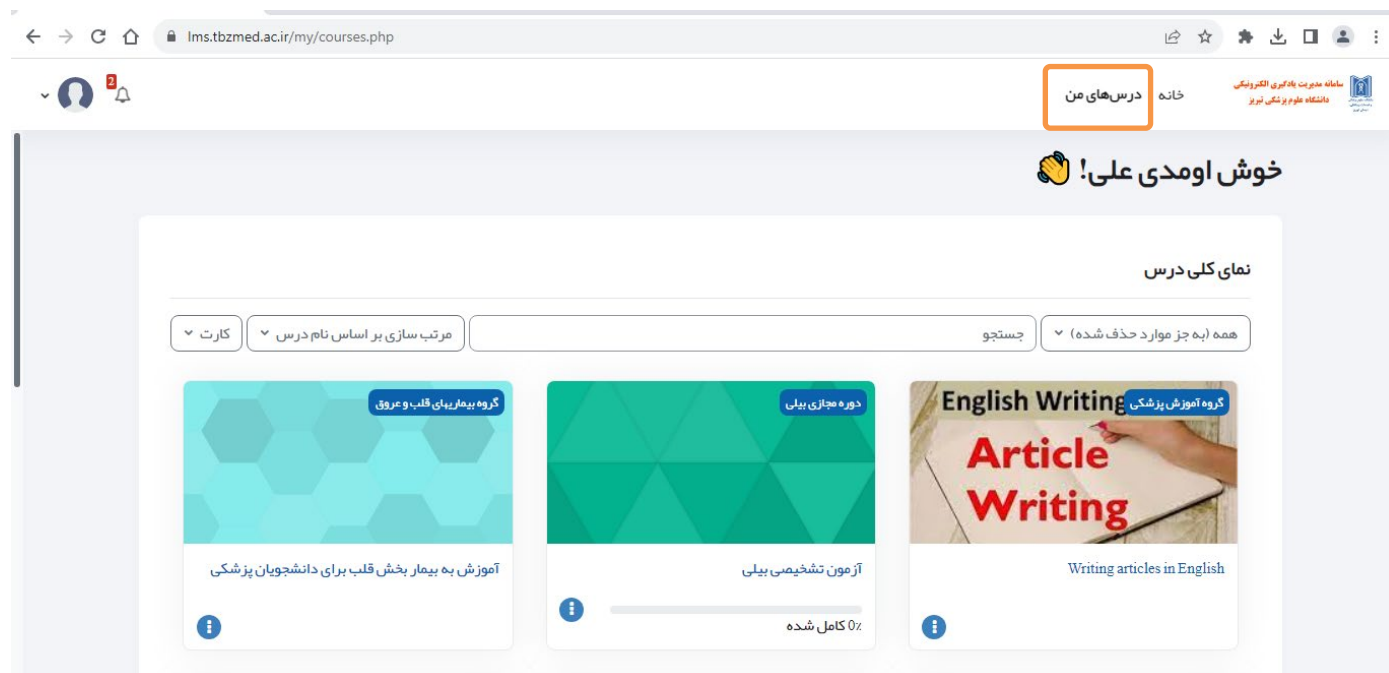 lms.tbzmed.ac.ir/my/courses.php
سامانه مدیریت یادگیری الکترونیکی
دانشگاه علوم پزشکی تبریز
خانه
درس‌های من
2
خوش اومدی علی! 👋
نمای کلی درس
همه (به جز موارد حذف شده)
جستجو
مرتب سازی بر اساس نام درس
کارت
گروه آموزش پزشکی
English Writing
Article
Writing
Writing articles in English
دوره مجازی بیلی
آزمون تشخیصی بیلی
0٪ کامل شده
گروه بیماریهای قلب و عروق
آموزش به بیمار بخش قلب برای دانشجویان پزشکی